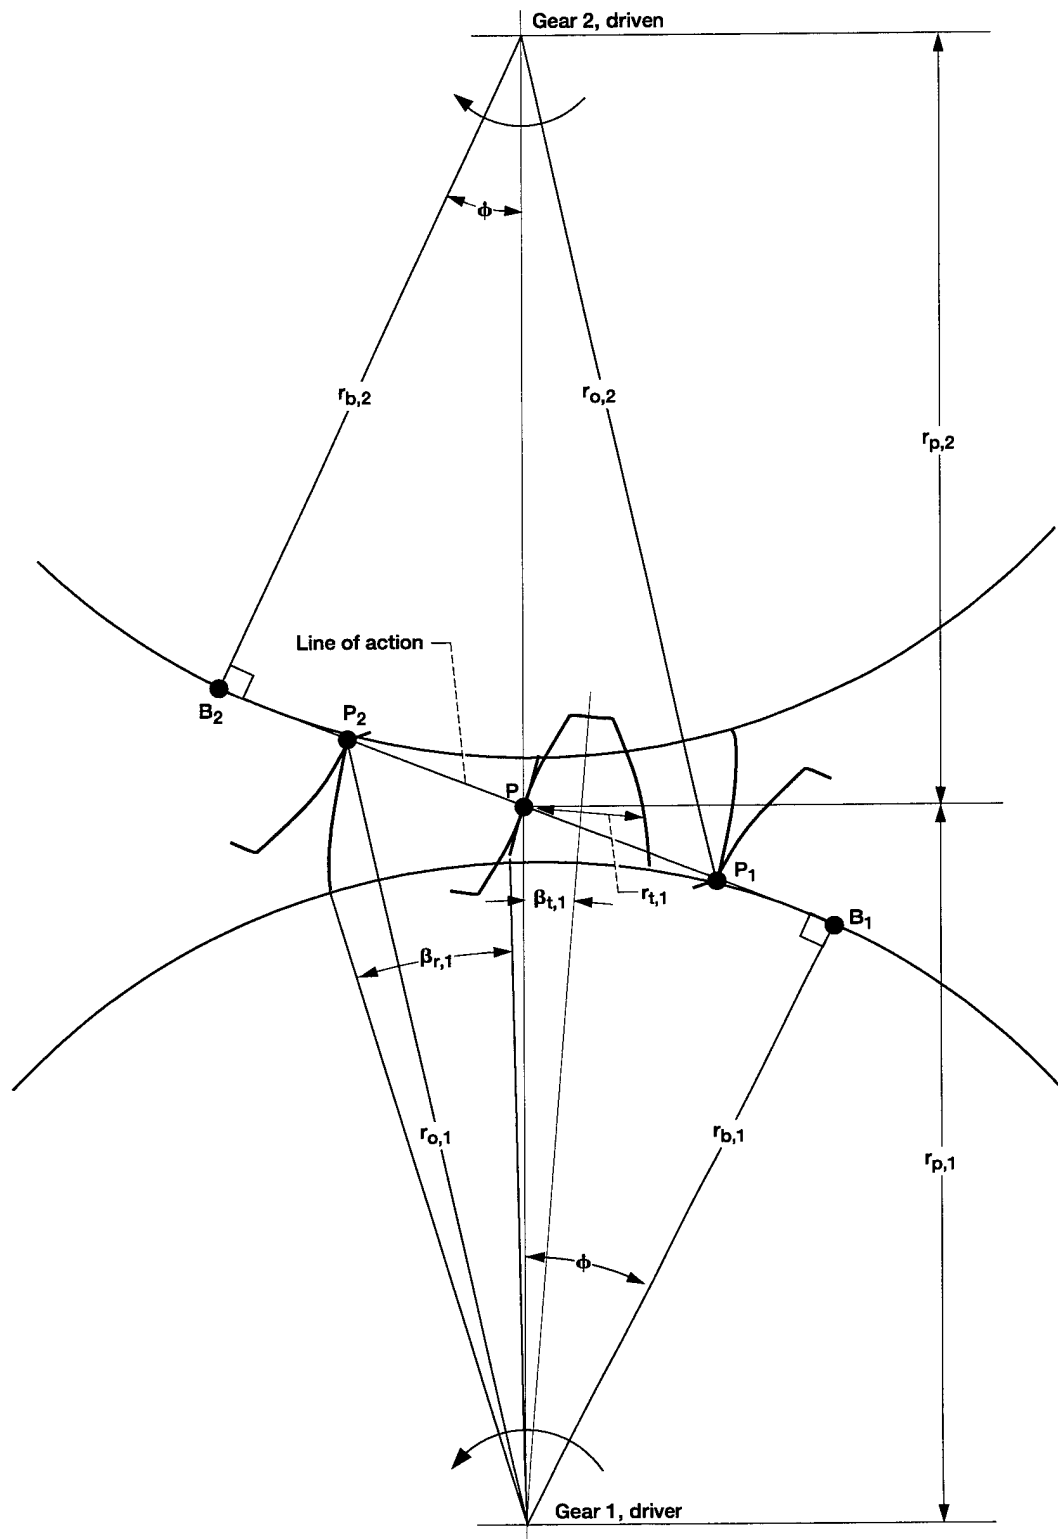 Gear 2, driven
ϕ
r_b,2
r_o,2
r_p,2
Line of action
B_2
P_2
P
P_1
r_t,1
β_t,1
B_1
β_r,1
r_o,1
r_b,1
r_p,1
ϕ
Gear 1, driver